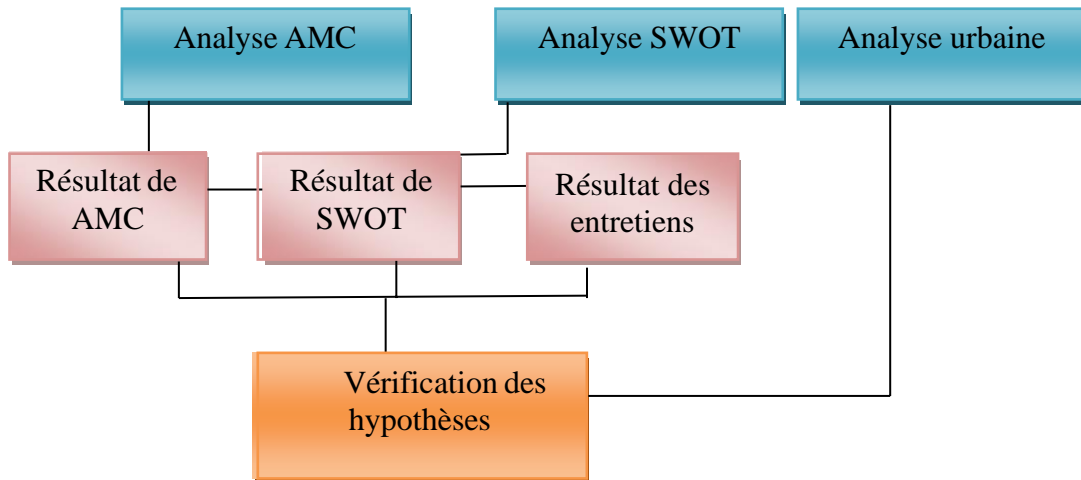 Analyse AMC
Analyse SWOT
Analyse urbaine
Résultat de
AMC
Résultat de
SWOT
Résultat des
entretiens
Vérification des
hypothèses